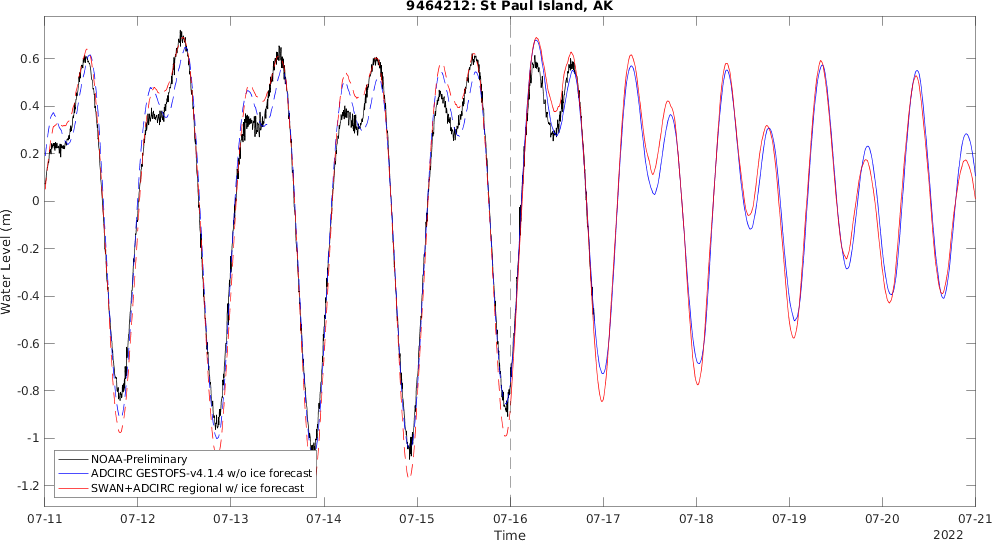 9464212: St Paul Island, AK
0.6
0.4
0.2
0
-0.2
-0.4
-0.6
-0.8
-1
-1.2
Water Level (m)
NOAA-Preliminary
ADCIRC GESTOFS-v4.1.4 w/o ice forecast
SWAN+ADCIRC regional w/ ice forecast
07-11 07-12 07-13 07-14 07-15 07-16 07-17 07-18 07-19 07-20 07-21
Time
2022